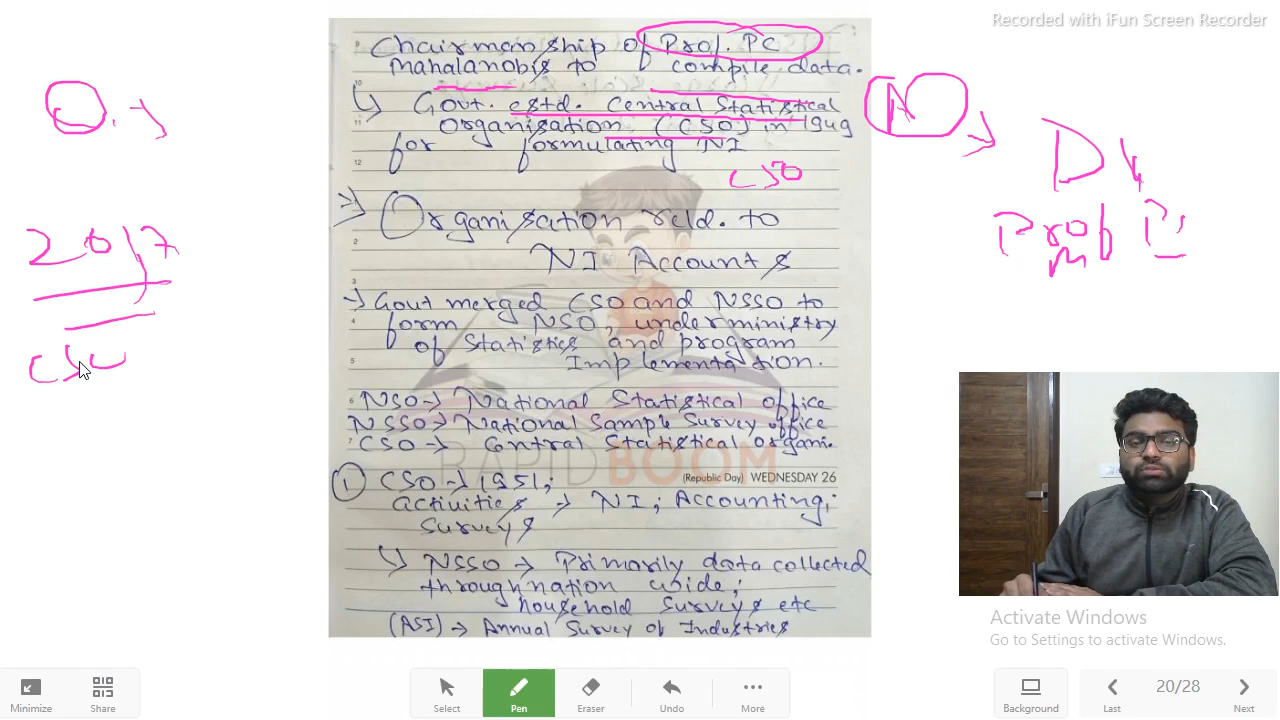 Recorded with iFun Screen Recorder
Chairmanship of Prof. PC
Mahalanobis to compile data.
Govt. estd. Central Statistical
Organisation (CSO) in 1949
for formulating NI
CSO
N
D
Prof P
m
2017
Organisation reld. to
NI Accounts
Govt merged CSO and NSSO to
form NSO, under ministry
of Statistics and program
Implementation.
NSO → National Statistical office
NSSO → National Sample Survey office
CSO → Central Statistical organi.
RAPIDBOOM
(Republic Day) WEDNESDAY 26
① CSO → 1951;
Activities → NI; Accounting;
Surveys
↳ NSSO → Primarily data collected
through nation wide;
household surveys etc
(ASI) → Annual Survey of Industries
Activate Windows
Go to Settings to activate Windows.
Minimize
Share
Select
Pen
Eraser
Undo
More
Background
Last
20/28
Next